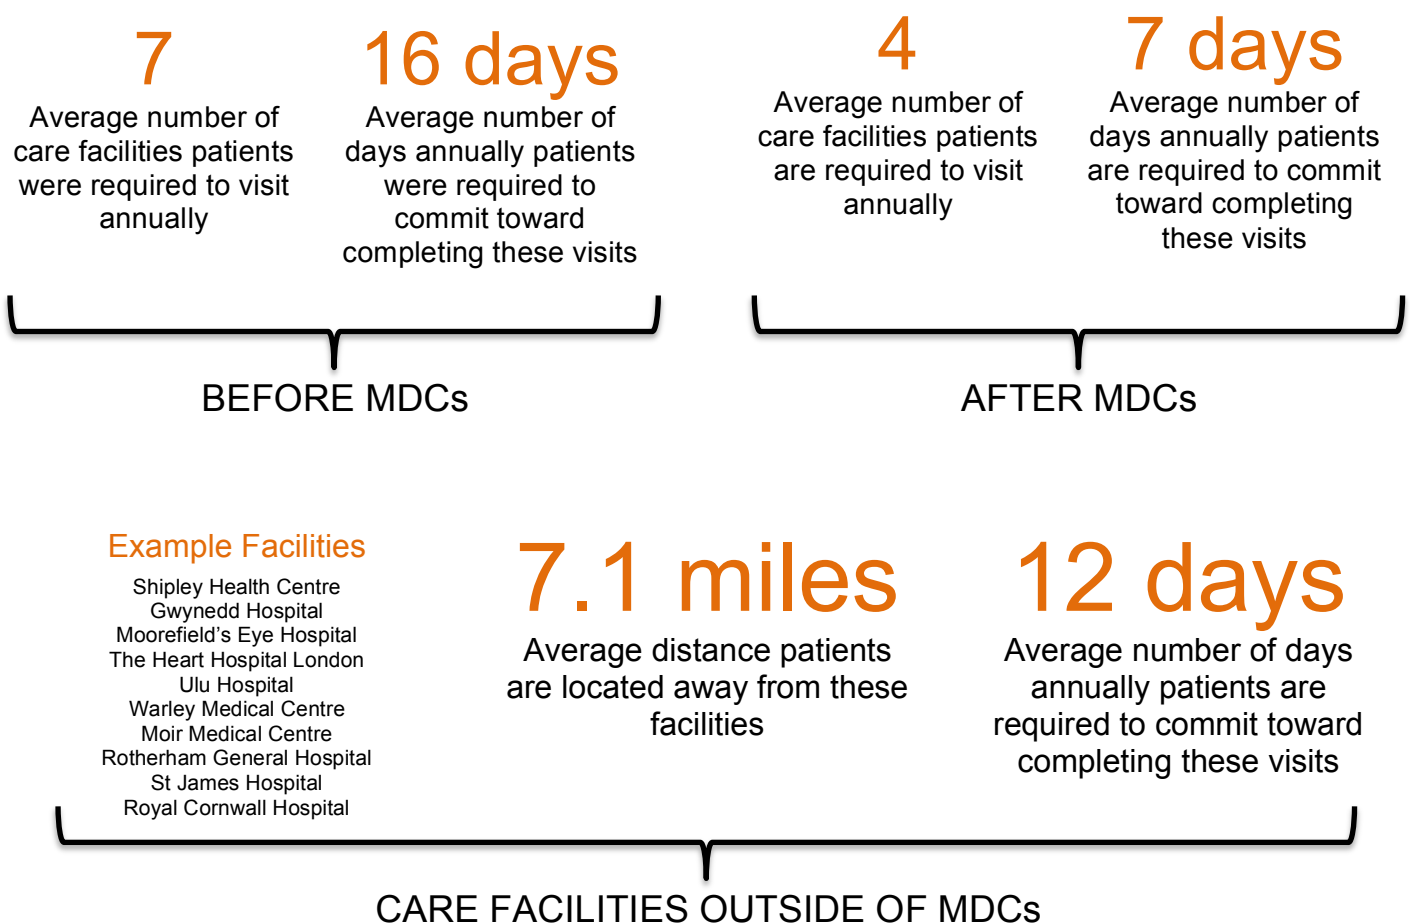 7
Average number of
care facilities patients
were required to visit
annually
16 days
Average number of
days annually patients
were required to
commit toward
completing these visits
BEFORE MDCs
4
Average number of
care facilities patients
are required to visit
annually
7 days
Average number of
days annually patients
are required to commit
toward completing
these visits
AFTER MDCs
Example Facilities
Shipley Health Centre
Gwynedd Hospital
Moorefield's Eye Hospital
The Heart Hospital London
Ulu Hospital
Warley Medical Centre
Moir Medical Centre
Rotherham General Hospital
St James Hospital
Royal Cornwall Hospital
7.1 miles
Average distance patients
are located away from these
facilities
12 days
Average number of days
annually patients are
required to commit toward
completing these visits
CARE FACILITIES OUTSIDE OF MDCs